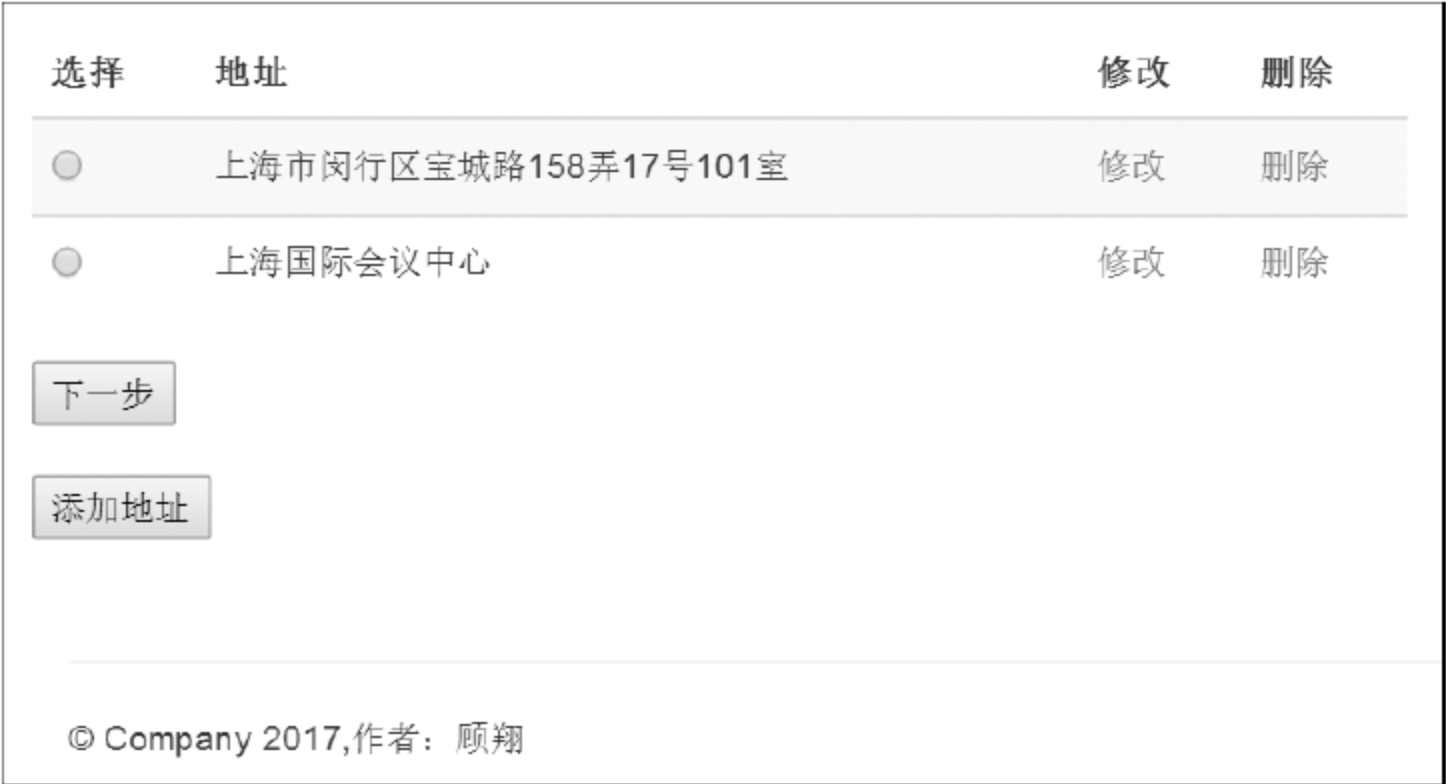 选择 地址 修改 删除
上海市闵行区宝城路158弄17号101室 修改 删除
上海国际会议中心 修改 删除
下一步
添加地址
© Company 2017,作者：顾翔